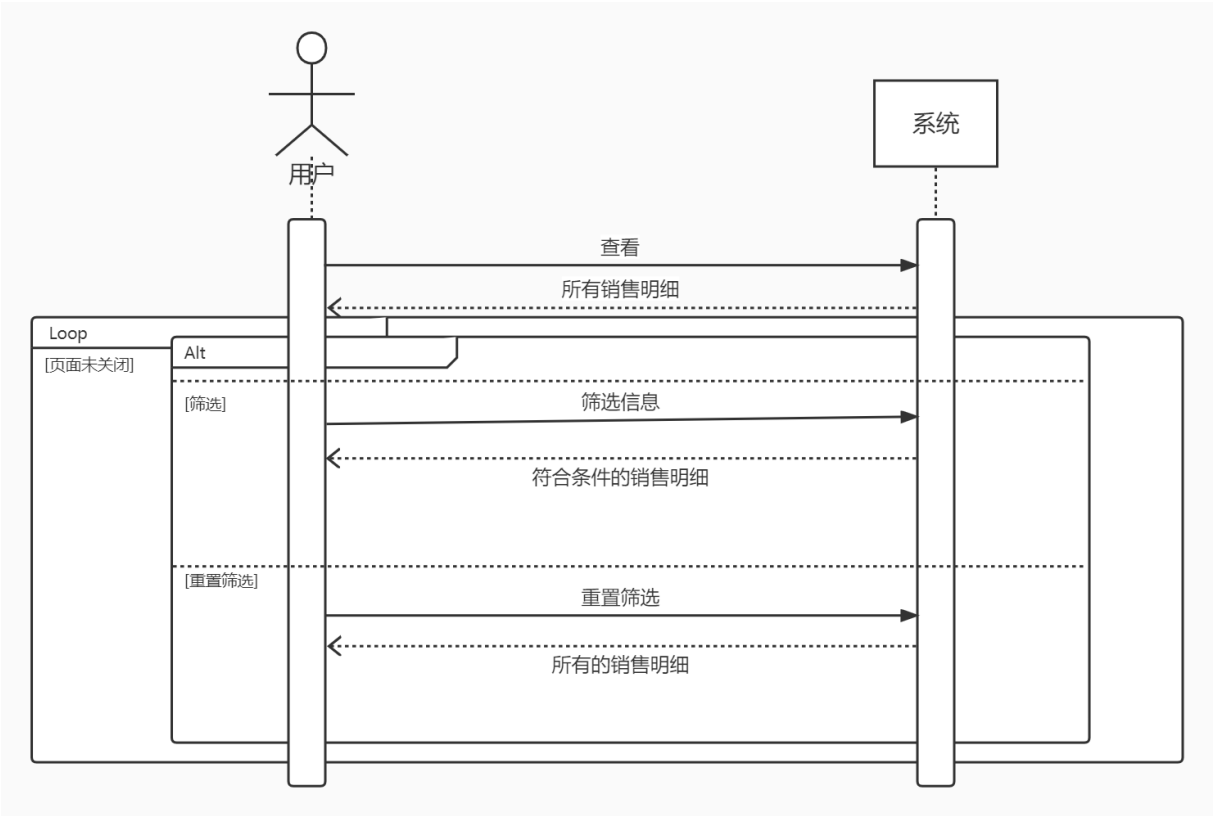 用户
系统
查看
所有销售明细
Loop
[页面未关闭]
Alt
[筛选]
筛选信息
符合条件的销售明细
[重置筛选]
重置筛选
所有的销售明细